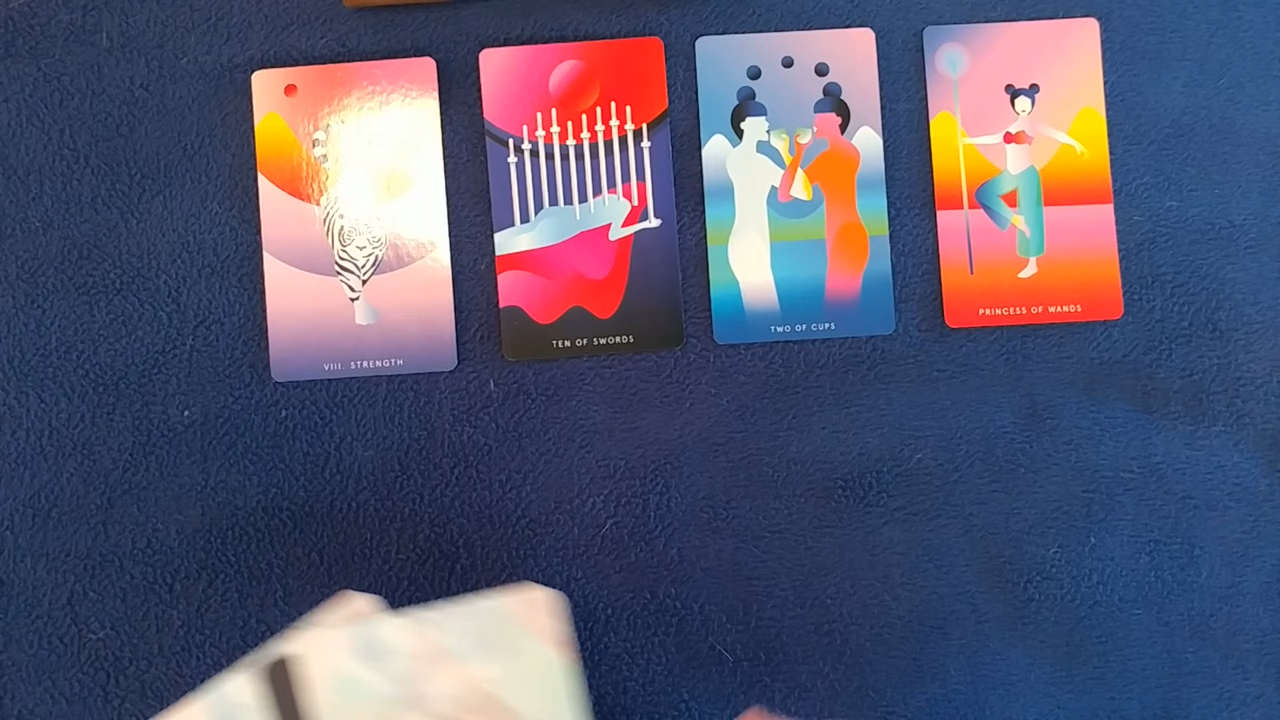 VIII. STRENGTH
TEN OF SWORDS
TWO OF CUPS
PRINCESS OF WANDS